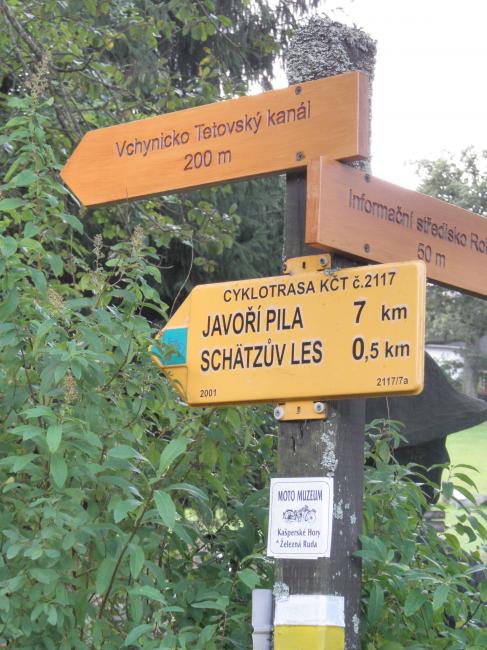 Vchynicko Tetovský kanál
200 m
Informační středisko
50 m
CYKLOTRASA KČT č.2117
JAVOŘÍ PILA 7 km
SCHÄTZŮV LES 0,5 km
2001 2117/7a
MOTO MUZEUM
Kašperské Hory
Železná Ruda